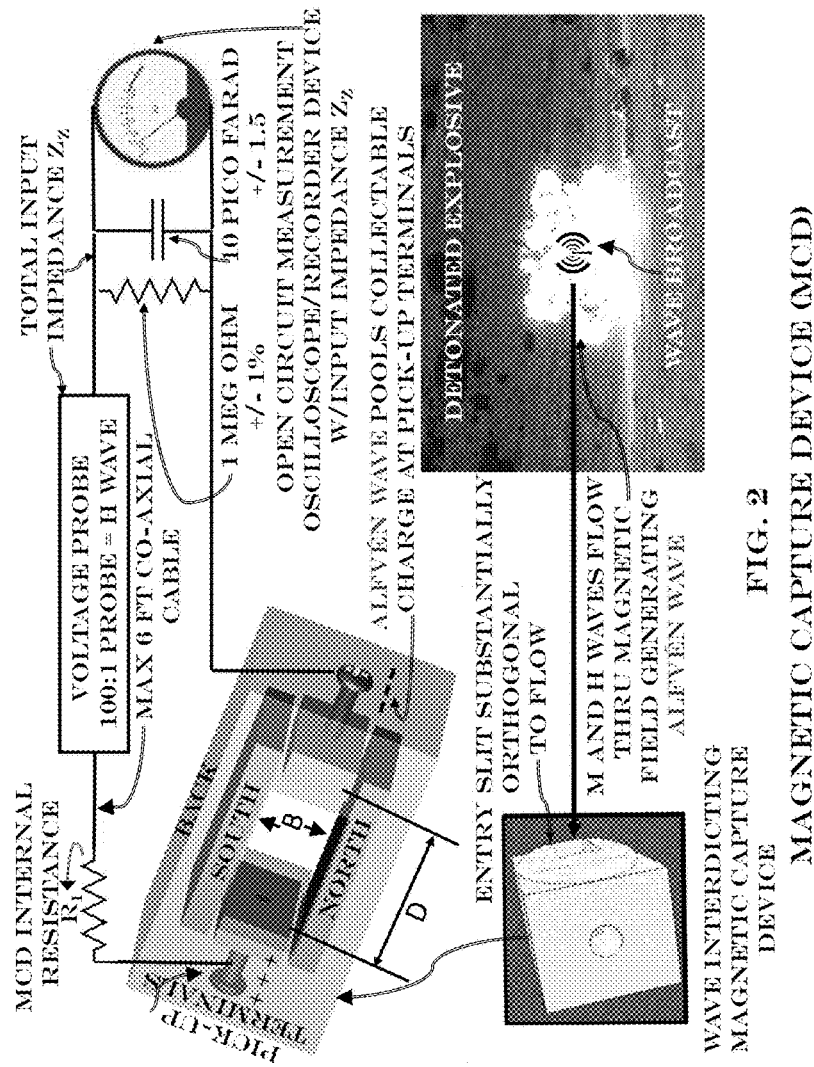 MCD INTERNAL
RESISTANCE
R₁
VOLTAGE PROBE
100:1 PROBE = H WAVE
MAX 6 FT CO-AXIAL
CABLE
TOTAL INPUT
IMPEDANCE Z_Z
1 MEG OHM
+/- 1%
10 PICO FARAD
+/- 1.5
OPEN CIRCUIT MEASUREMENT
OSCILLOSCOPE/RECORDER DEVICE
W/INPUT IMPEDANCE Z_Z
PICK-UP
TERMINALS
+ + +
BACK
SOUTH
B
NORTH
D
- - -
ALFVÉN WAVE POOLS COLLECTABLE
CHARGE AT PICK-UP TERMINALS
ENTRY SLIT SUBSTANTIALLY
ORTHOGONAL
TO FLOW
M AND H WAVES FLOW
THRU MAGNETIC
FIELD GENERATING
ALFVÉN WAVE
DETONATED EXPLOSIVE
WAVE BROADCAST
WAVE INTERDICTING
MAGNETIC CAPTURE
DEVICE
FIG. 2
MAGNETIC CAPTURE DEVICE (MCD)